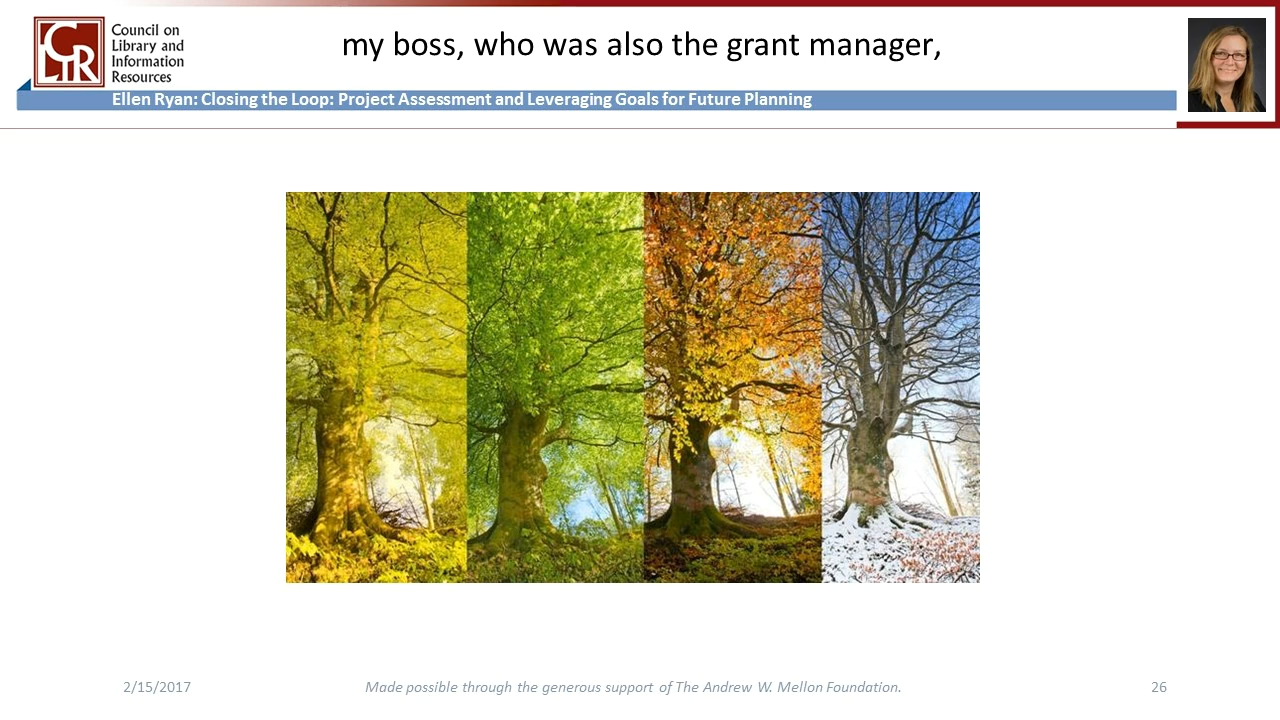 CLIR
Council on
Library and
Information
Resources
my boss, who was also the grant manager,
Ellen Ryan: Closing the Loop: Project Assessment and Leveraging Goals for Future Planning
2/15/2017
Made possible through the generous support of The Andrew W. Mellon Foundation.
26